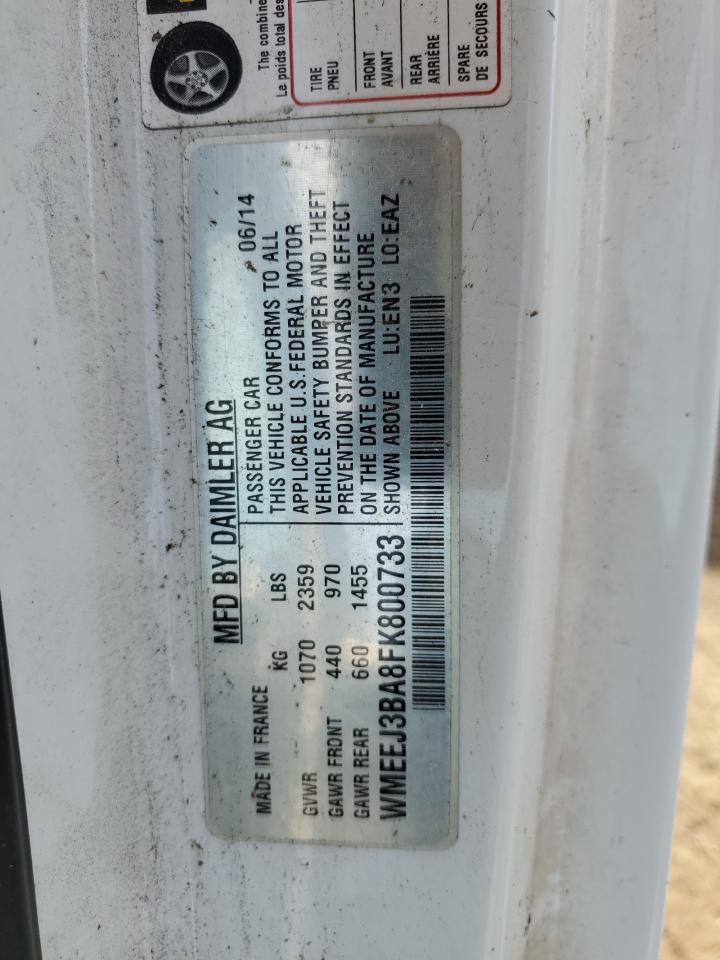 MFD BY DAIMLER AG
MADE IN FRANCE
KG LBS
GVWR 1070 2359
GAWR FRONT 440 970
GAWR REAR 660 1455
PASSENGER CAR 06/14
THIS VEHICLE CONFORMS TO ALL
APPLICABLE U.S.FEDERAL MOTOR
VEHICLE SAFETY BUMPER AND THEFT
PREVENTION STANDARDS IN EFFECT
ON THE DATE OF MANUFACTURE
SHOWN ABOVE LU:EN3 LO:EAZ
WMEEJ3BA8FK800733
The combine
Le poids total des
TIRE
PNEU
FRONT
AVANT
REAR
ARRIÈRE
SPARE
DE SECOURS